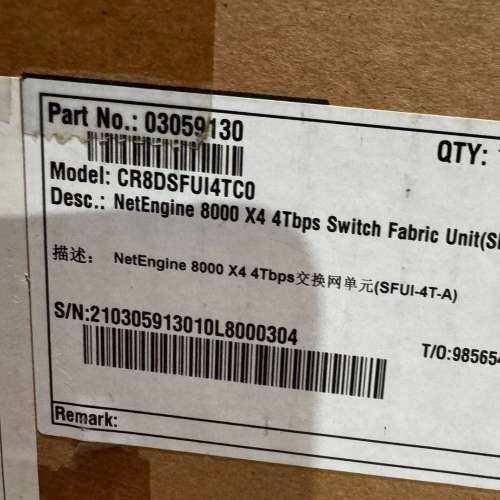 Part No.: 03059130
QTY:
Model: CR8DSFUI4TC0
Desc.: NetEngine 8000 X4 4Tbps Switch Fabric Unit
描述： NetEngine 8000 X4 4Tbps交换网单元(SFUI-4T-A)
S/N:210305913010L8000304
T/O:98565
Remark: